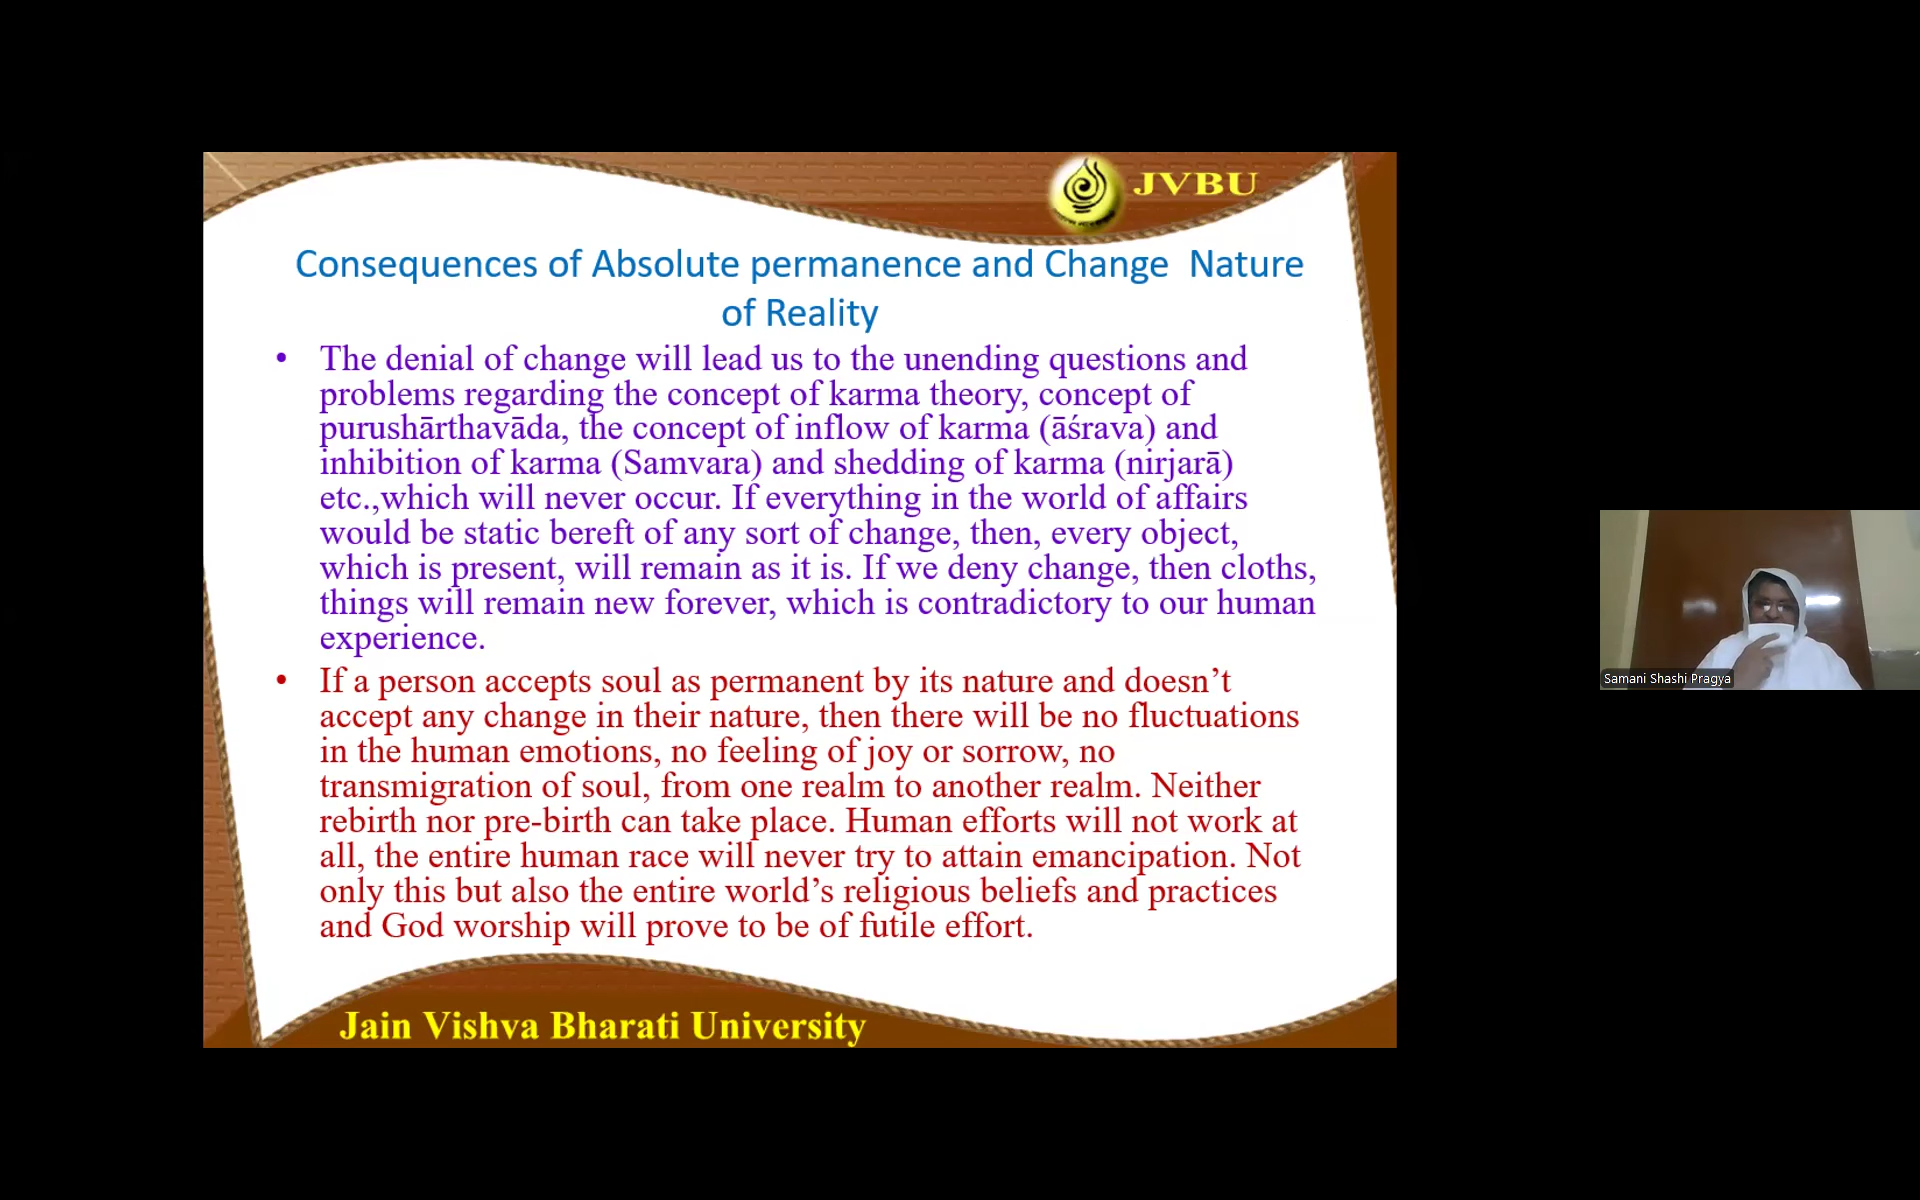 JVBU
Consequences of Absolute permanence and Change  Nature
of Reality
• The denial of change will lead us to the unending questions and
problems regarding the concept of karma theory, concept of
purushārthavāda, the concept of inflow of karma (āśrava) and
inhibition of karma (Samvara) and shedding of karma (nirjarā)
etc.,which will never occur. If everything in the world of affairs
would be static bereft of any sort of change, then, every object,
which is present, will remain as it is. If we deny change, then cloths,
things will remain new forever, which is contradictory to our human
experience.
• If a person accepts soul as permanent by its nature and doesn’t
accept any change in their nature, then there will be no fluctuations
in the human emotions, no feeling of joy or sorrow, no
transmigration of soul, from one realm to another realm. Neither
rebirth nor pre-birth can take place. Human efforts will not work at
all, the entire human race will never try to attain emancipation. Not
only this but also the entire world’s religious beliefs and practices
and God worship will prove to be of futile effort.
Jain Vishva Bharati University
Samani Shashi Pragya